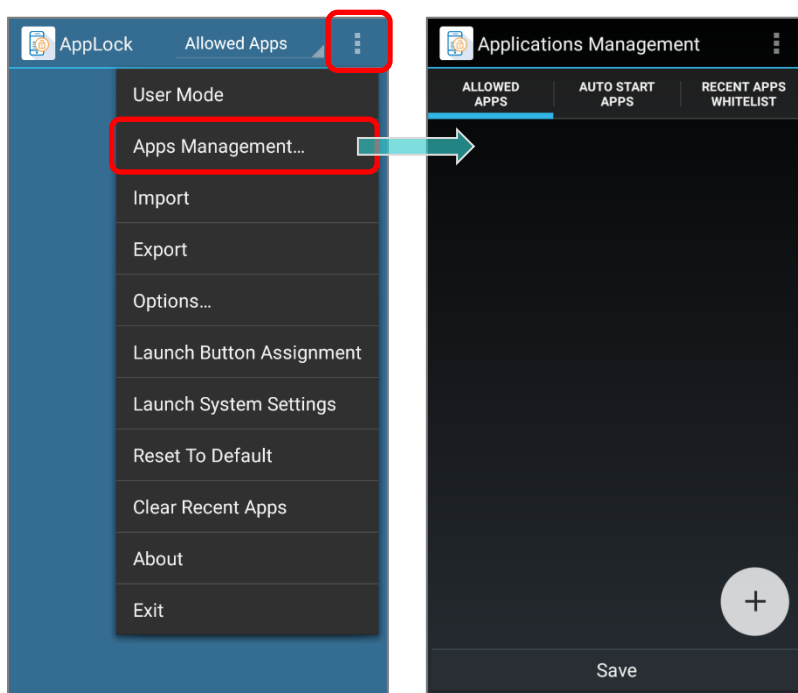 AppLock Allowed Apps
User Mode
Apps Management...
Import
Export
Options...
Launch Button Assignment
Launch System Settings
Reset To Default
Clear Recent Apps
About
Exit
Applications Management
ALLOWED APPS
AUTO START APPS
RECENT APPS WHITELIST
+
Save